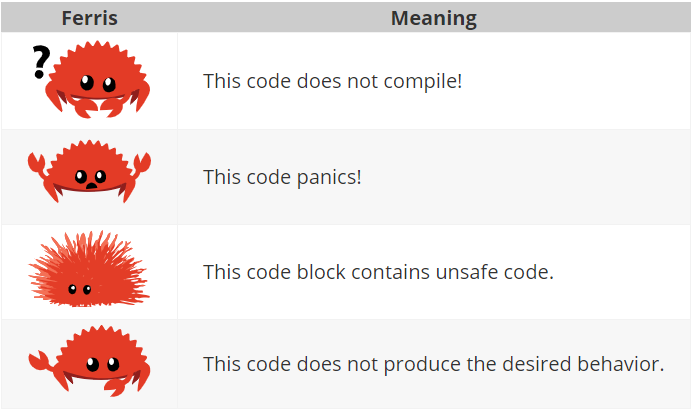 Ferris Meaning
?
This code does not compile!
This code panics!
This code block contains unsafe code.
This code does not produce the desired behavior.